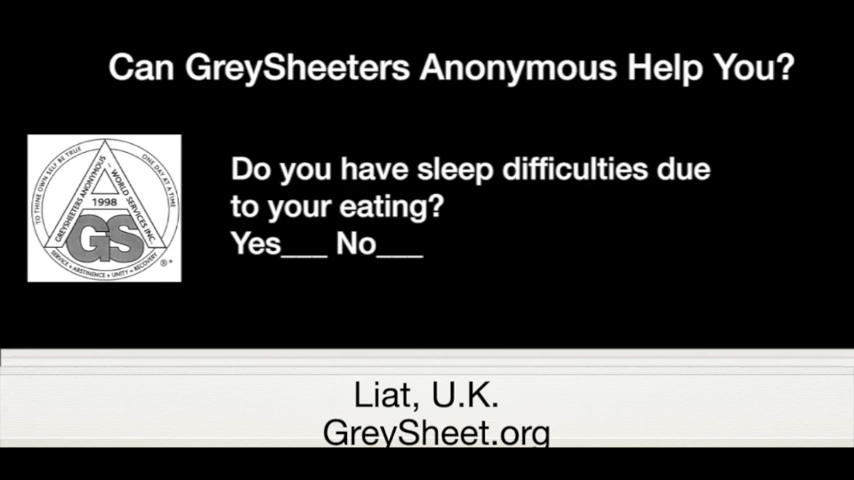 Can GreySheeters Anonymous Help You?
TO THINE OWN SELF BE TRUE
ONE DAY AT A TIME
GREYSHEETERS ANONYMOUS
WORLD SERVICES INC.
1998
GS
SERVICE • ABSTINENCE • UNITY • RECOVERY
®
Do you have sleep difficulties due
to your eating?
Yes___ No___
Liat, U.K.
GreySheet.org